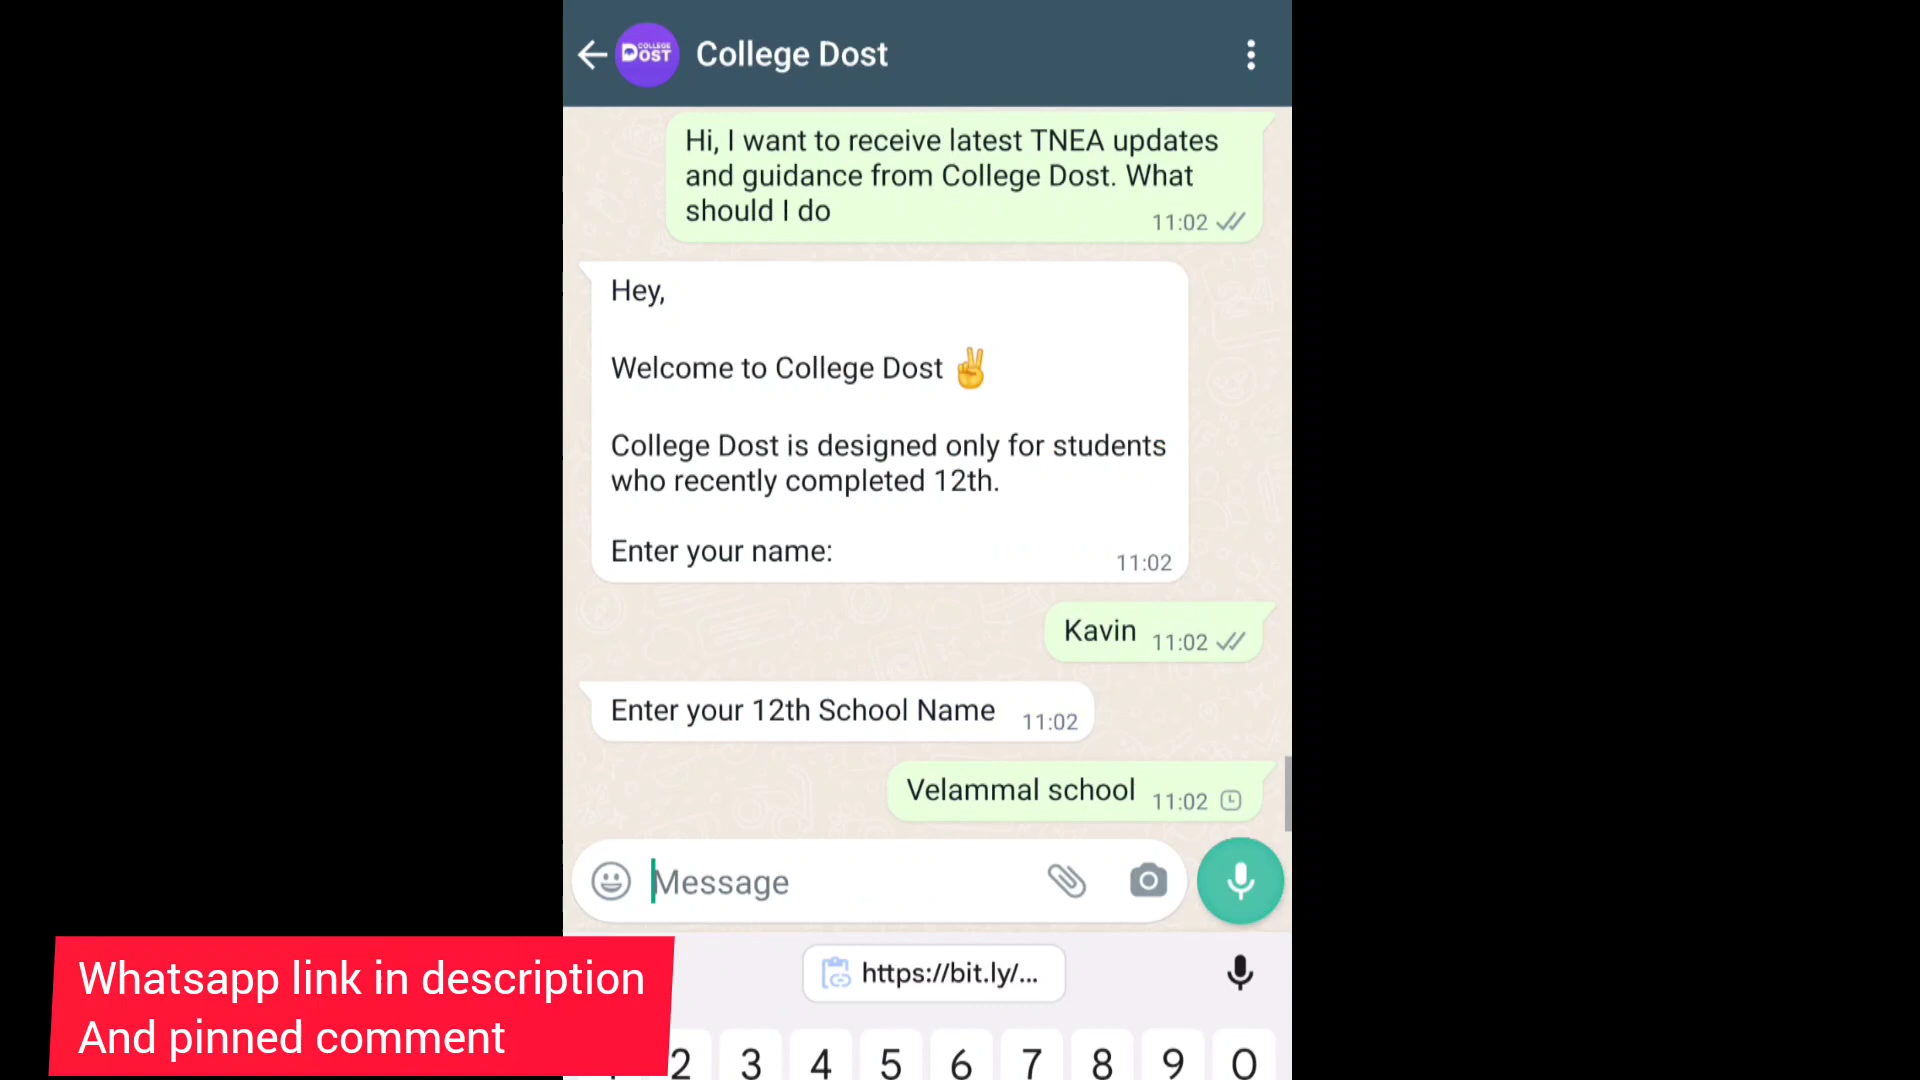 COLLEGE
DOST
College Dost
Hi, I want to receive latest TNEA updates
and guidance from College Dost. What
should I do
11:02
Hey,
Welcome to College Dost ✌️
College Dost is designed only for students
who recently completed 12th.
Enter your name:
11:02
Kavin 11:02
Enter your 12th School Name 11:02
Velammal school 11:02
Message
https://bit.ly/...
2 3 4 5 6 7 8 9 0
Whatsapp link in description
And pinned comment